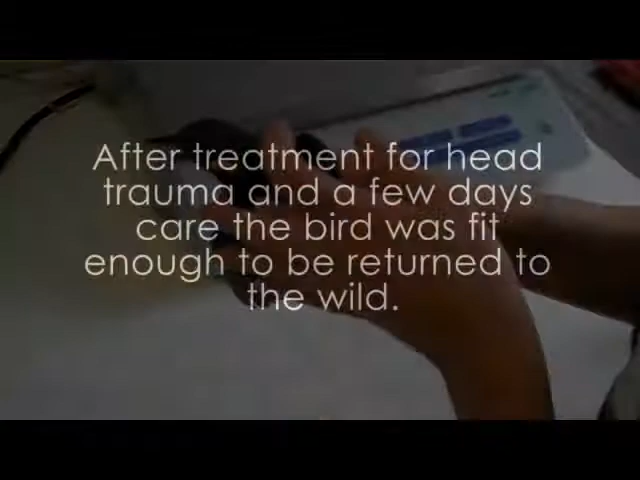 After treatment for head
trauma and a few days
care the bird was fit
enough to be returned to
the wild.